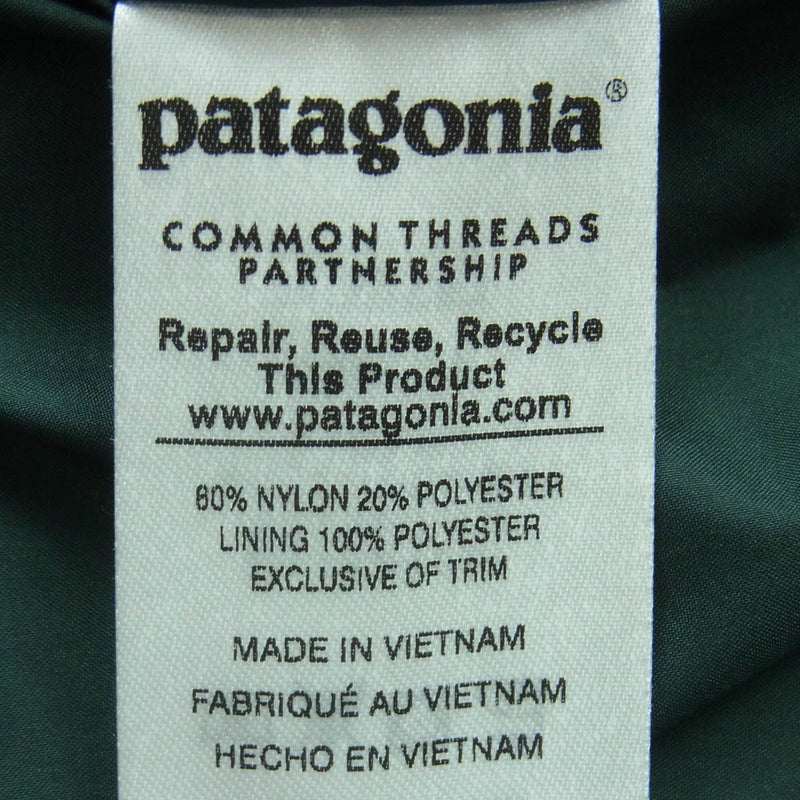 patagonia®
COMMON THREADS
PARTNERSHIP
Repair, Reuse, Recycle
This Product
www.patagonia.com
80% NYLON 20% POLYESTER
LINING 100% POLYESTER
EXCLUSIVE OF TRIM
MADE IN VIETNAM
FABRIQUÉ AU VIETNAM
HECHO EN VIETNAM